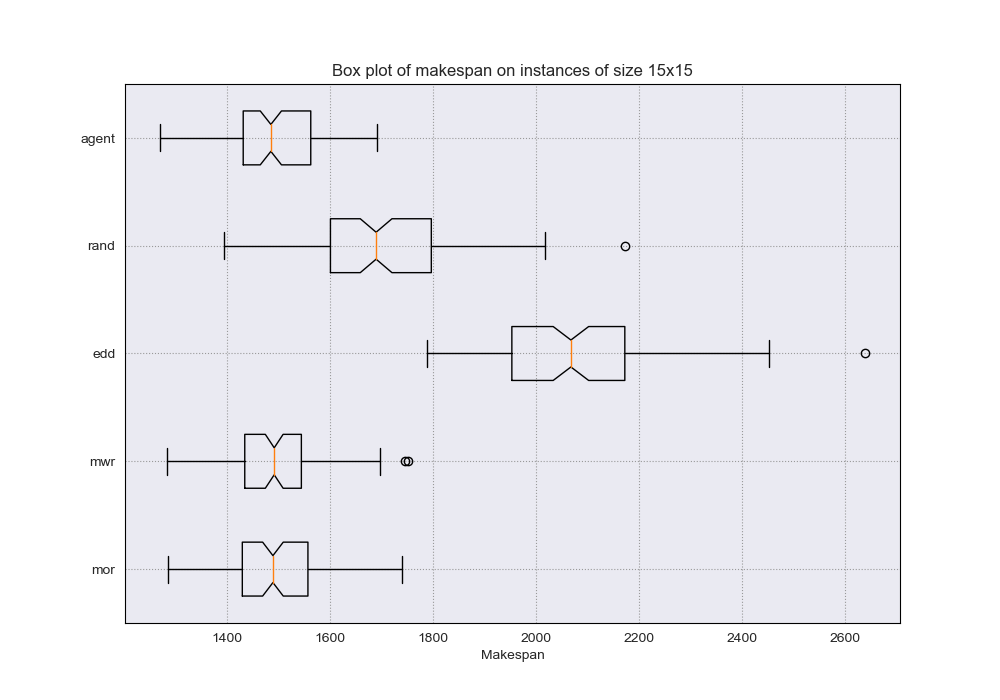 Box plot of makespan on instances of size 15x15
agent
rand
edd
mwr
mor
1400 1600 1800 2000 2200 2400 2600
Makespan